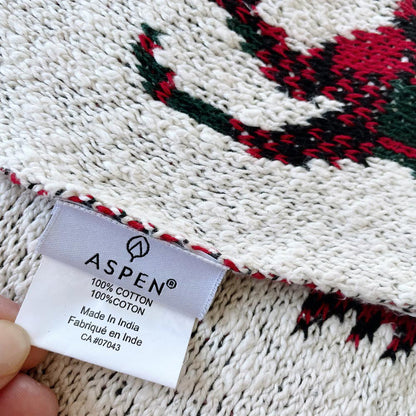 ASPEN®
100% COTTON
100%COTON
Made In India
Fabriqué en Inde
CA #07043